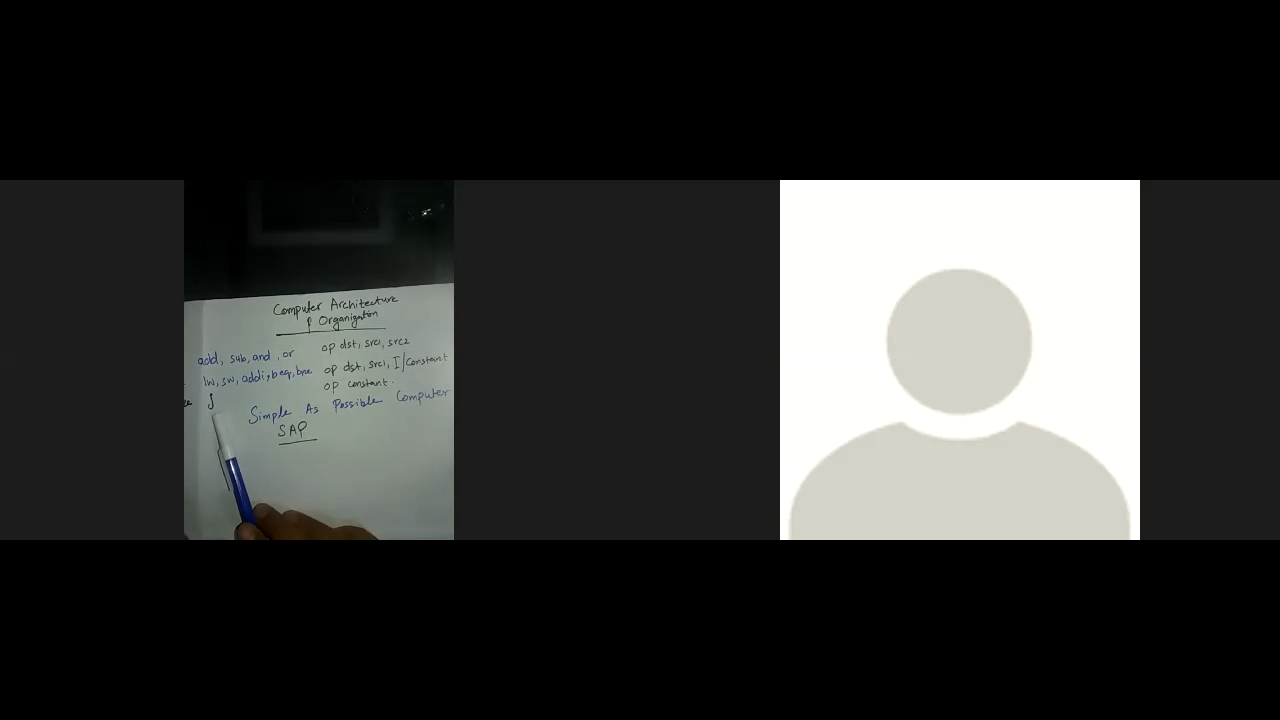 Computer Architecture
& Organization
add, sub, and, or op dst, src1, src2
lw, sw, addi, beq, bne op dst, src1, I/Constant
j op constant.
Simple As Possible Computer
SAP